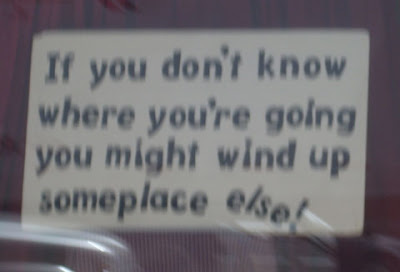 If you don't know
where you're going
you might wind up
someplace else!